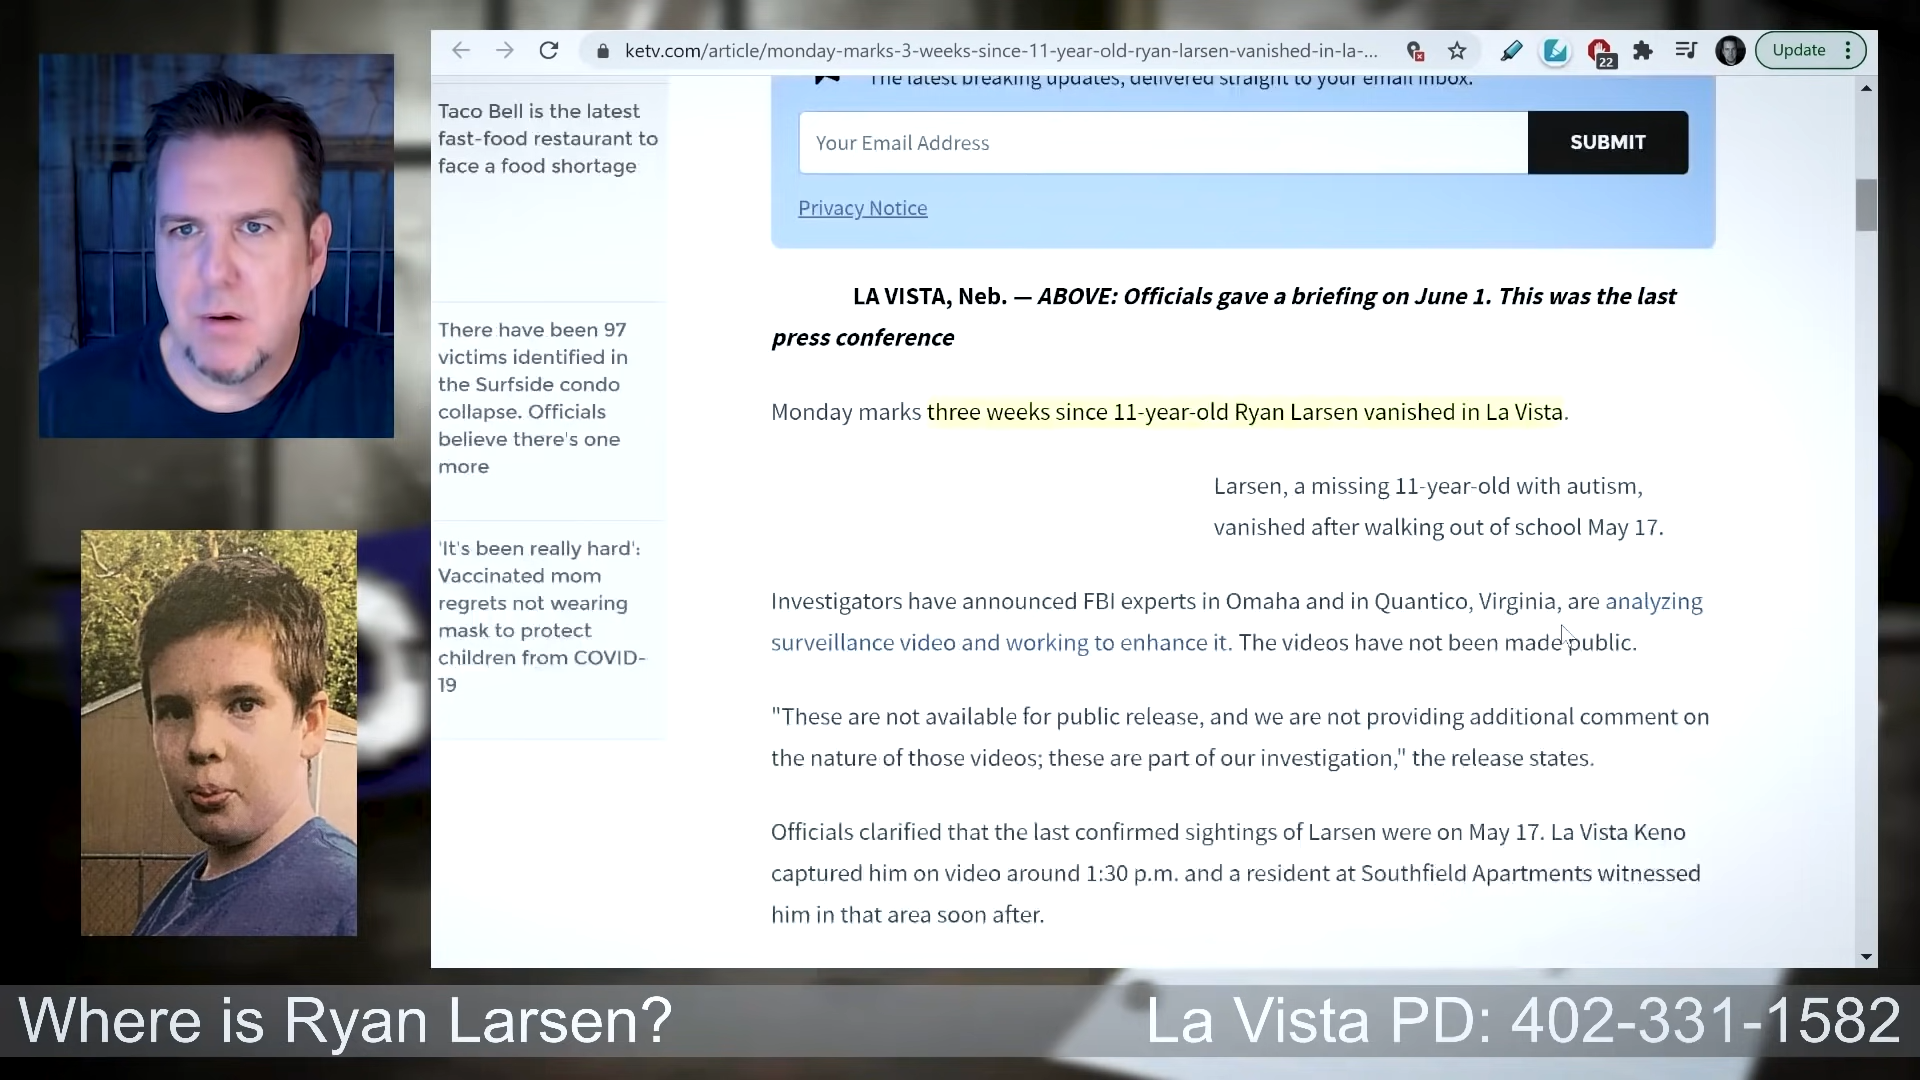 ketv.com/article/monday-marks-3-weeks-since-11-year-old-ryan-larsen-vanished-in-la-...
22
Update
The latest breaking updates, delivered straight to your email inbox.
Your Email Address
SUBMIT
Privacy Notice
Taco Bell is the latest
fast-food restaurant to
face a food shortage
There have been 97
victims identified in
the Surfside condo
collapse. Officials
believe there's one
more
'It's been really hard':
Vaccinated mom
regrets not wearing
mask to protect
children from COVID-
19
LA VISTA, Neb. — ABOVE: Officials gave a briefing on June 1. This was the last
press conference
Monday marks three weeks since 11-year-old Ryan Larsen vanished in La Vista.
Larsen, a missing 11-year-old with autism,
vanished after walking out of school May 17.
Investigators have announced FBI experts in Omaha and in Quantico, Virginia, are analyzing
surveillance video and working to enhance it. The videos have not been made public.
"These are not available for public release, and we are not providing additional comment on
the nature of those videos; these are part of our investigation," the release states.
Officials clarified that the last confirmed sightings of Larsen were on May 17. La Vista Keno
captured him on video around 1:30 p.m. and a resident at Southfield Apartments witnessed
him in that area soon after.
Where is Ryan Larsen?
La Vista PD: 402-331-1582